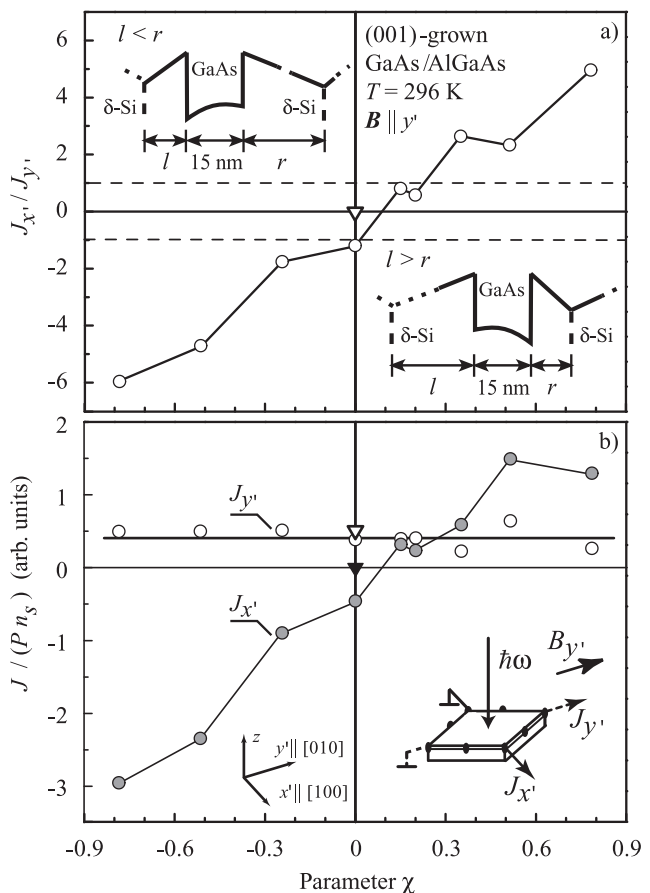 6
4
2
0
-2
-4
-6
J_x' / J_y'
a)
l < r
GaAs
δ-Si
δ-Si
l
15 nm
r
(001)-grown
GaAs/AlGaAs
T = 296 K
B || y'
l > r
GaAs
δ-Si
δ-Si
l
15 nm
r
2
1
0
-1
-2
-3
J / (P n_s) (arb. units)
b)
J_y'
J_x'
ħω
B_y'
J_y'
J_x'
z
y'|| [010]
x'|| [100]
-0.9
-0.6
-0.3
0
0.3
0.6
0.9
Parameter χ